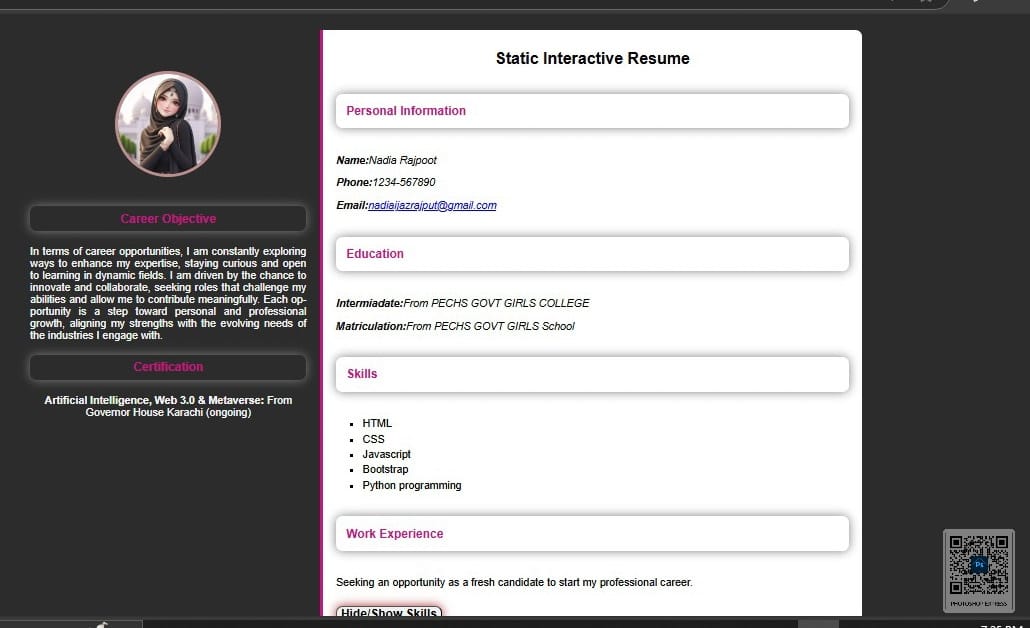 Static Interactive Resume
Career Objective
In terms of career opportunities, I am constantly exploring
ways to enhance my expertise, staying curious and open
to learning in dynamic fields. I am driven by the chance to
innovate and collaborate, seeking roles that challenge my
abilities and allow me to contribute meaningfully. Each op-
portunity is a step toward personal and professional
growth, aligning my strengths with the evolving needs of
the industries I engage with.
Certification
Artificial Intelligence, Web 3.0 & Metaverse: From
Governor House Karachi (ongoing)
Personal Information
Name:Nadia Rajpoot
Phone:1234-567890
Email:nadiaijazrajput@gmail.com
Education
Intermiadate:From PECHS GOVT GIRLS COLLEGE
Matriculation:From PECHS GOVT GIRLS School
Skills
HTML
CSS
Javascript
Bootstrap
Python programming
Work Experience
Seeking an opportunity as a fresh candidate to start my professional career.
Hide/Show Skills
Ps
PHOTOSHOP EXPRESS